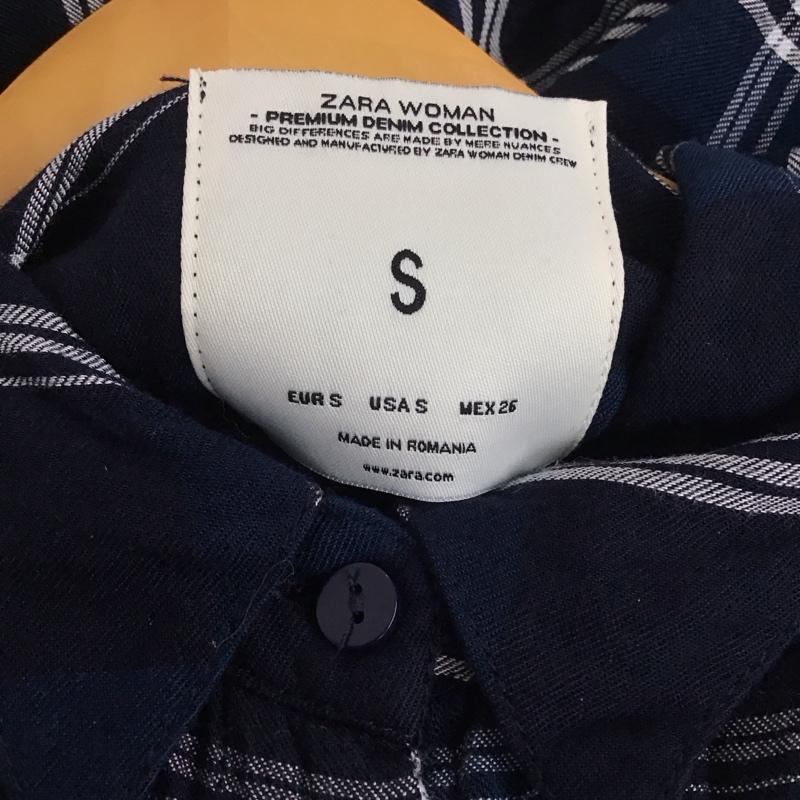 ZARA WOMAN
- PREMIUM DENIM COLLECTION -
BIG DIFFERENCES ARE MADE BY MERE NUANCES
DESIGNED AND MANUFACTURED BY ZARA WOMAN DENIM CREW
S
EUR S USA S MEX 26
MADE IN ROMANIA
www.zara.com